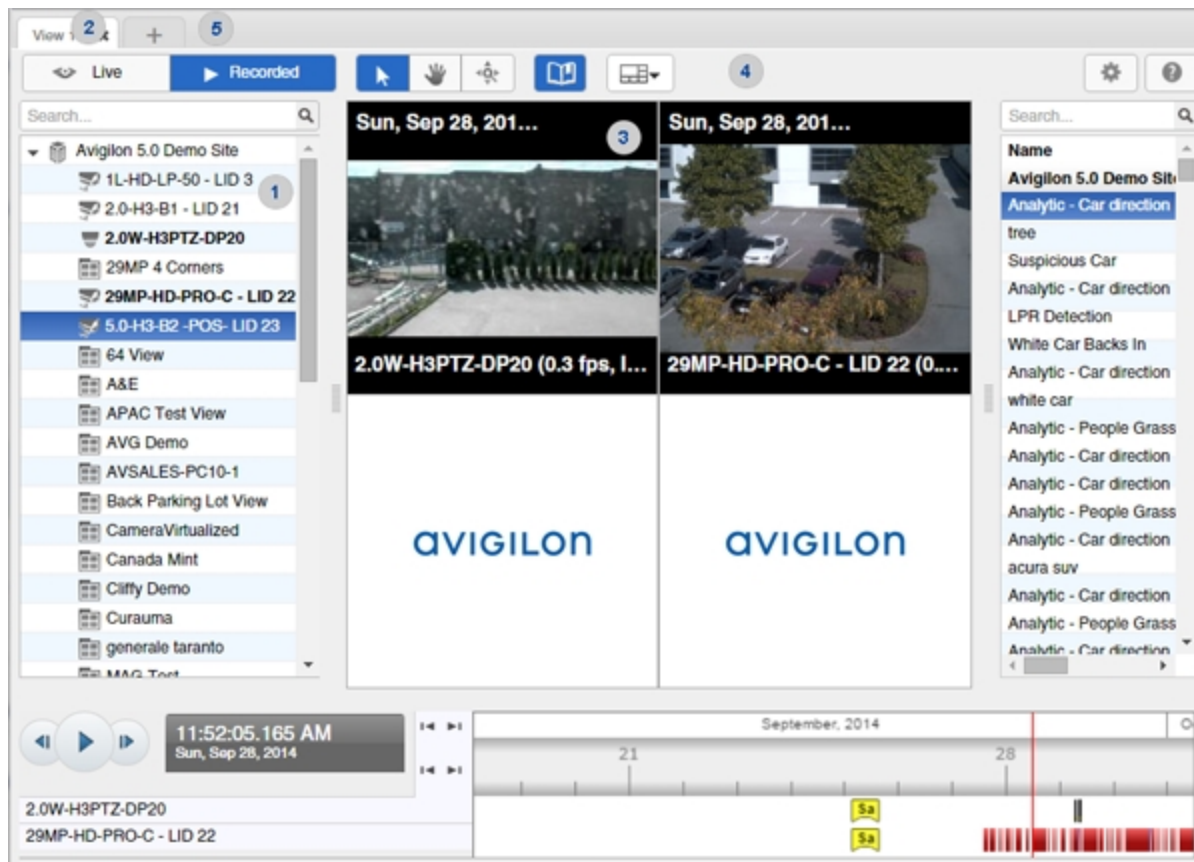 View
2
5
Live
Recorded
4
Search...
Avigilon 5.0 Demo Site
1L-HD-LP-50 - LID 3
1
2.0-H3-B1 - LID 21
2.0W-H3PTZ-DP20
29MP 4 Corners
29MP-HD-PRO-C - LID 22
5.0-H3-B2 -POS- LID 23
64 View
A&E
APAC Test View
AVG Demo
AVSALES-PC10-1
Back Parking Lot View
CameraVirtualized
Canada Mint
Cliffy Demo
Curauma
generale taranto
MAG Test
Sun, Sep 28, 201...
3
2.0W-H3PTZ-DP20 (0.3 fps, I...
Sun, Sep 28, 201...
29MP-HD-PRO-C - LID 22 (0....
AVIGILON
AVIGILON
Search...
Name
Avigilon 5.0 Demo Site
Analytic - Car direction
tree
Suspicious Car
Analytic - Car direction
LPR Detection
White Car Backs In
Analytic - Car direction
white car
Analytic - People Grass
Analytic - Car direction
Analytic - Car direction
Analytic - People Grass
Analytic - Car direction
acura suv
Analytic - Car direction
Analytic - People Grass
Analytic - Car direction
11:52:05.165 AM
Sun, Sep 28, 2014
September, 2014
21
28
2.0W-H3PTZ-DP20
Sa
29MP-HD-PRO-C - LID 22
Sa